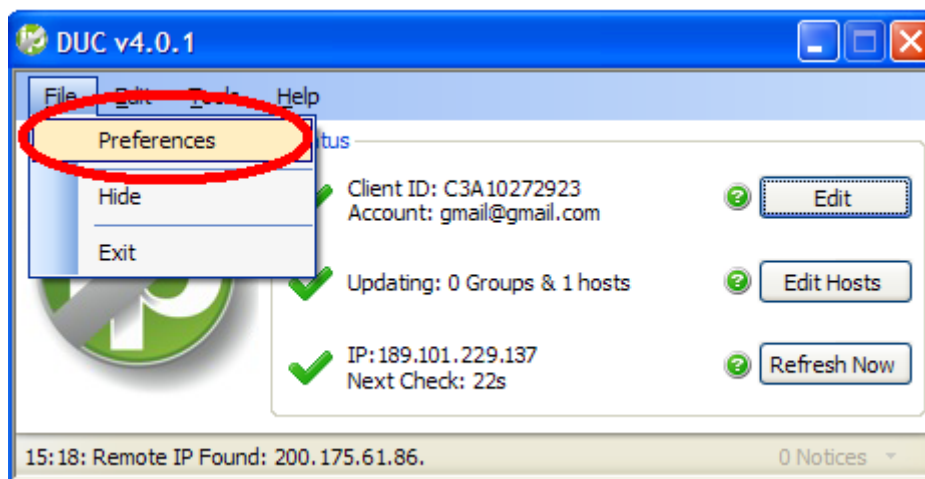 DUC v4.0.1
File Edit Tools Help
Preferences
Hide
Exit
Client ID: C3A10272923
Account: gmail@gmail.com
Edit
Updating: 0 Groups & 1 hosts
Edit Hosts
IP:189.101.229.137
Next Check: 22s
Refresh Now
15:18: Remote IP Found: 200.175.61.86.
0 Notices